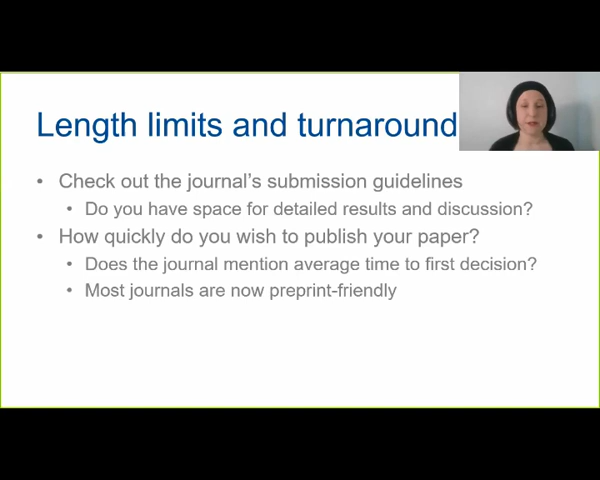 Length limits and turnaround
• Check out the journal's submission guidelines
• Do you have space for detailed results and discussion?
• How quickly do you wish to publish your paper?
• Does the journal mention average time to first decision?
• Most journals are now preprint-friendly